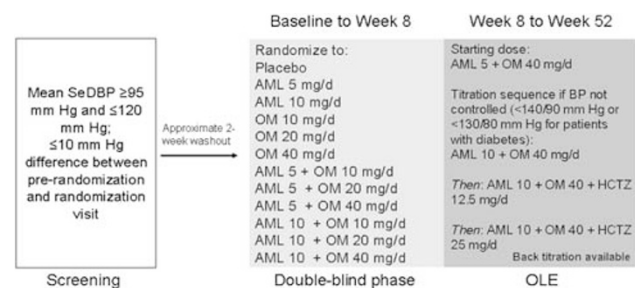 Baseline to Week 8
Week 8 to Week 52
Mean SeDBP ≥95
mm Hg and ≤120
mm Hg;
≤10 mm Hg
difference between
pre-randomization
and randomization
visit
Approximate 2-
week washout
Randomize to:
Placebo
AML 5 mg/d
AML 10 mg/d
OM 10 mg/d
OM 20 mg/d
OM 40 mg/d
AML 5 + OM 10 mg/d
AML 5 + OM 20 mg/d
AML 5 + OM 40 mg/d
AML 10 + OM 10 mg/d
AML 10 + OM 20 mg/d
AML 10 + OM 40 mg/d
Starting dose:
AML 5 + OM 40 mg/d
Titration sequence if BP not
controlled (<140/90 mm Hg or
<130/80 mm Hg for patients
with diabetes):
AML 10 + OM 40 mg/d
Then: AML 10 + OM 40 + HCTZ
12.5 mg/d
Then: AML 10 + OM 40 + HCTZ
25 mg/d
Back titration available
Screening
Double-blind phase
OLE